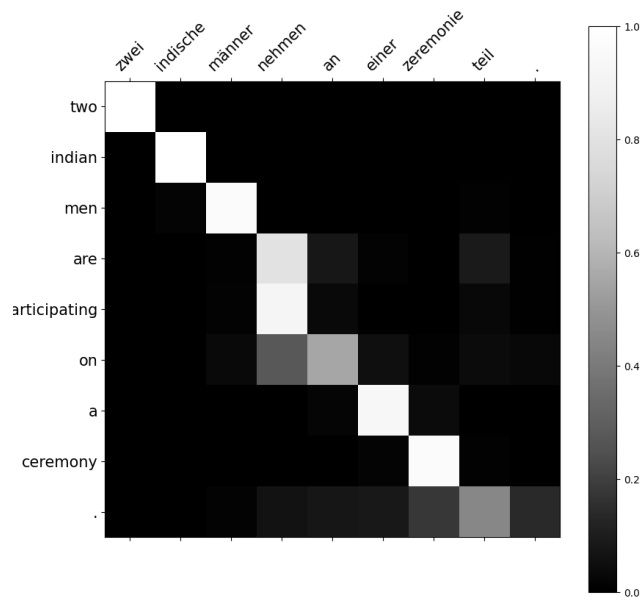 zwei indische männer nehmen an einer zeremonie teil .
two
indian
men
are
articipating
on
a
ceremony
.
1.0
0.8
0.6
0.4
0.2
0.0